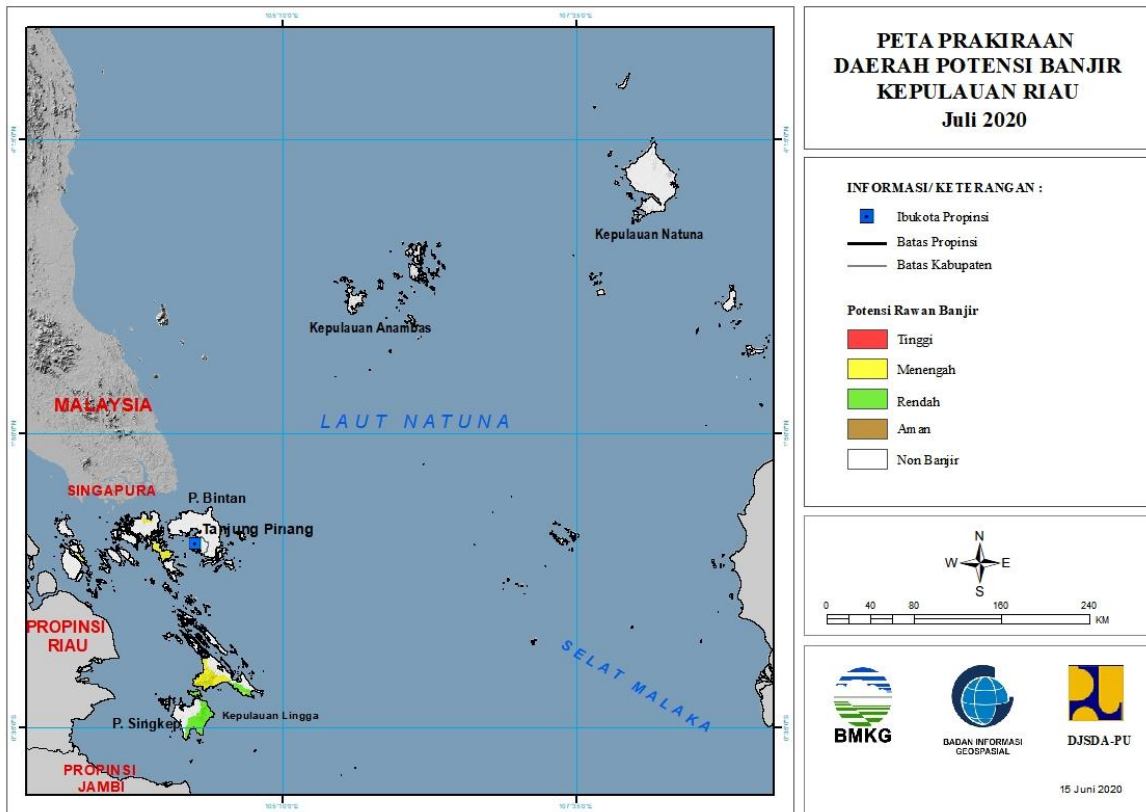 PETA PRAKIRAAN
DAERAH POTENSI BANJIR
KEPULAUAN RIAU
Juli 2020
INFORMASI/ KETERANGAN :
Ibukota Propinsi
Batas Propinsi
Batas Kabupaten
Potensi Rawan Banjir
Tinggi
Menengah
Rendah
Aman
Non Banjir
N
W E
S
0 40 80 160 240
KM
BMKG
BADAN INFORMASI
GEOSPASIAL
DJSDA-PU
15 Juni 2020
Kepulauan Natuna
Kepulauan Anambas
MALAYSIA
LAUT NATUNA
SINGAPURA
P. Bintan
Tanjung Pinang
PROPINSI
RIAU
SELAT MALAKA
Kepulauan Lingga
P. Singkep
PROPINSI
JAMBI